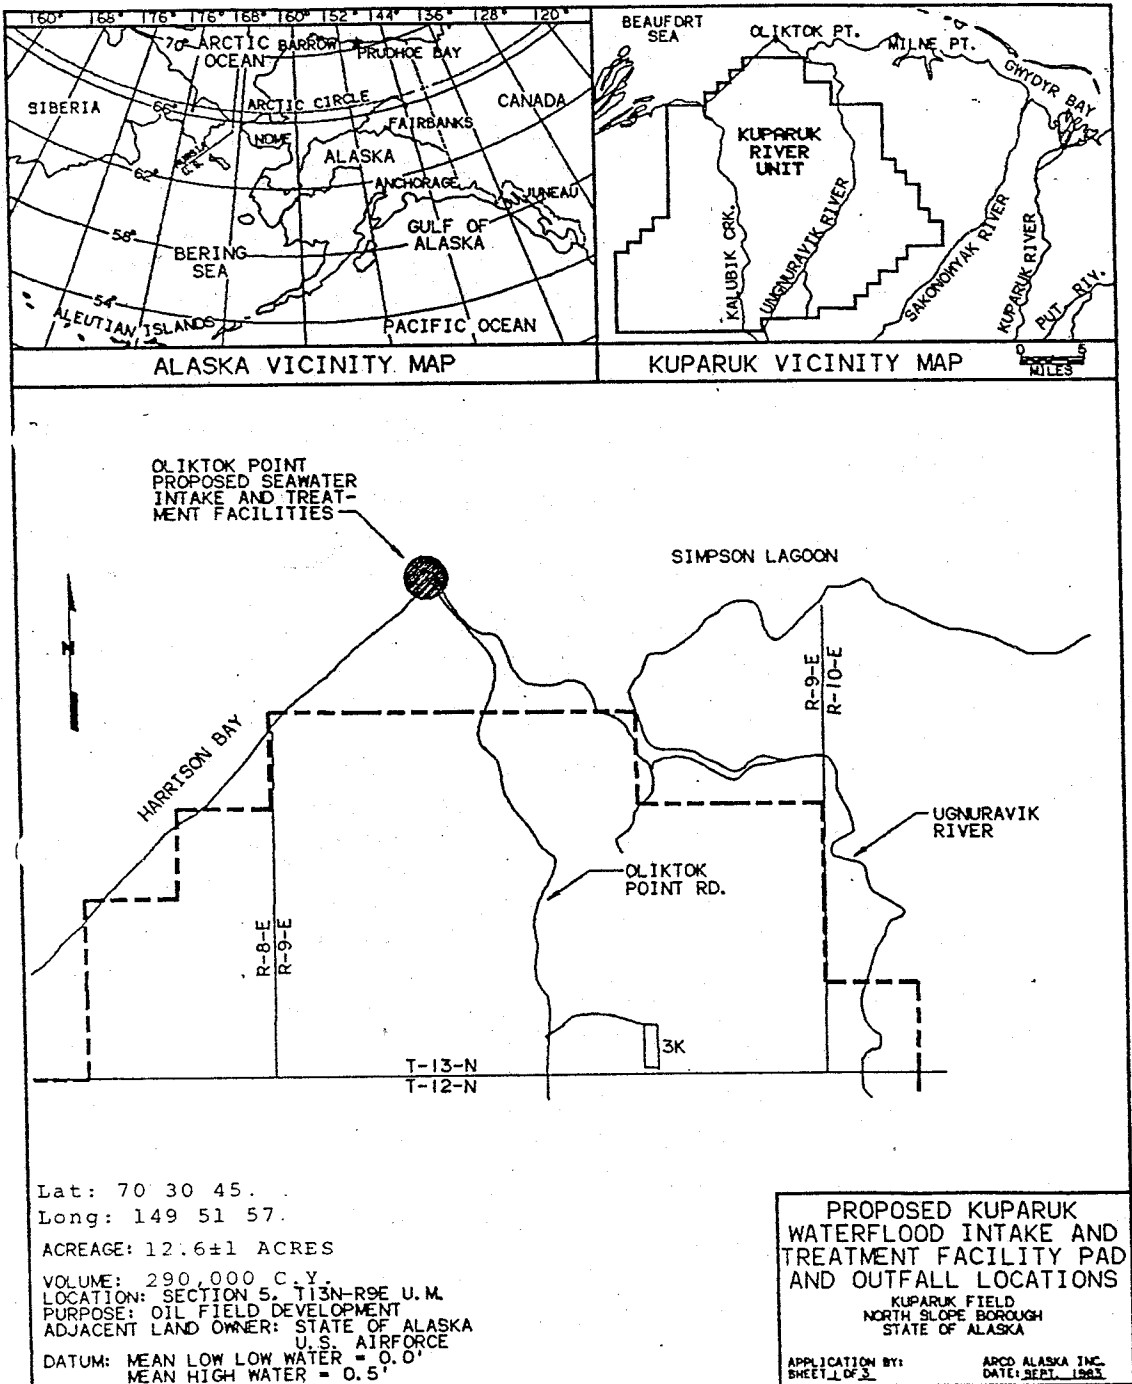 160° 168° 176° 176° 168° 160° 152° 144° 136° 128° 120°
70° ARCTIC OCEAN
BARROW
PRUDHOE BAY
SIBERIA
66°
ARCTIC CIRCLE
CANADA
FAIRBANKS
NOME
RUSSIA
U.S.
ALASKA
62°
ANCHORAGE
JUNEAU
58°
GULF OF
ALASKA
BERING
SEA
54°
ALEUTIAN ISLANDS
PACIFIC OCEAN
ALASKA VICINITY MAP
BEAUFORT
SEA
OLIKTOK PT.
MILNE PT.
GWYDYR BAY
KUPARUK
RIVER
UNIT
KALUBIK CRK.
UNGNURAVIK RIVER
SAKONOWYAK RIVER
KUPARUK RIVER
PUT RIV.
KUPARUK VICINITY MAP
0 5
MILES
OLIKTOK POINT
PROPOSED SEAWATER
INTAKE AND TREAT-
MENT FACILITIES
SIMPSON LAGOON
N
HARRISON BAY
R-9-E
R-10-E
UGNURAVIK
RIVER
OLIKTOK
POINT RD.
R-8-E
R-9-E
3K
T-13-N
T-12-N
Lat: 70 30 45.
Long: 149 51 57.
ACREAGE: 12.6±1 ACRES
VOLUME: 290,000 C.Y.
LOCATION: SECTION 5. T13N-R9E U.M.
PURPOSE: OIL FIELD DEVELOPMENT
ADJACENT LAND OWNER: STATE OF ALASKA
U.S. AIRFORCE
DATUM: MEAN LOW LOW WATER = 0.0'
MEAN HIGH WATER = 0.5'
PROPOSED KUPARUK
WATERFLOOD INTAKE AND
TREATMENT FACILITY PAD
AND OUTFALL LOCATIONS
KUPARUK FIELD
NORTH SLOPE BOROUGH
STATE OF ALASKA
APPLICATION BY: ARCO ALASKA INC.
SHEET 1 OF 3 DATE: SEPT. 1983